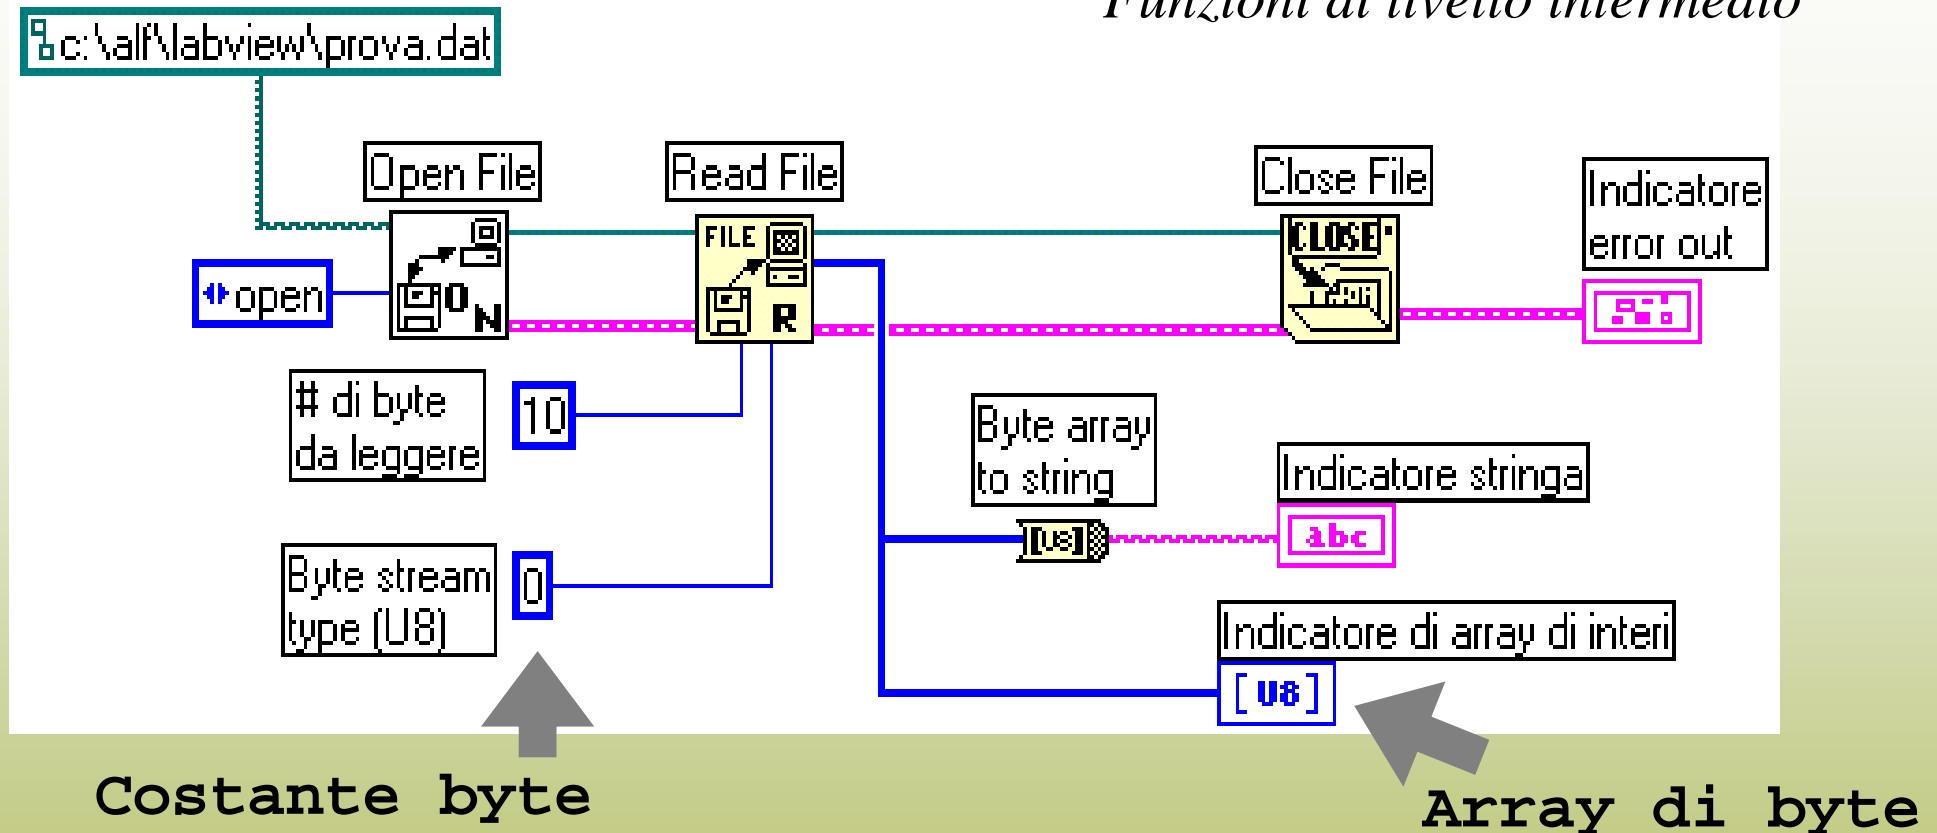 Funzioni di livello intermedio
c:\alf\labview\prova.dat
Open File
Read File
Close File
Indicatore
error out
FILE
R
CLOSE
open
O
N
# di byte
da leggere
10
Byte array
to string
Indicatore stringa
[U8]
abc
Byte stream
type (U8)
0
Indicatore di array di interi
[U8]
Costante byte
Array di byte